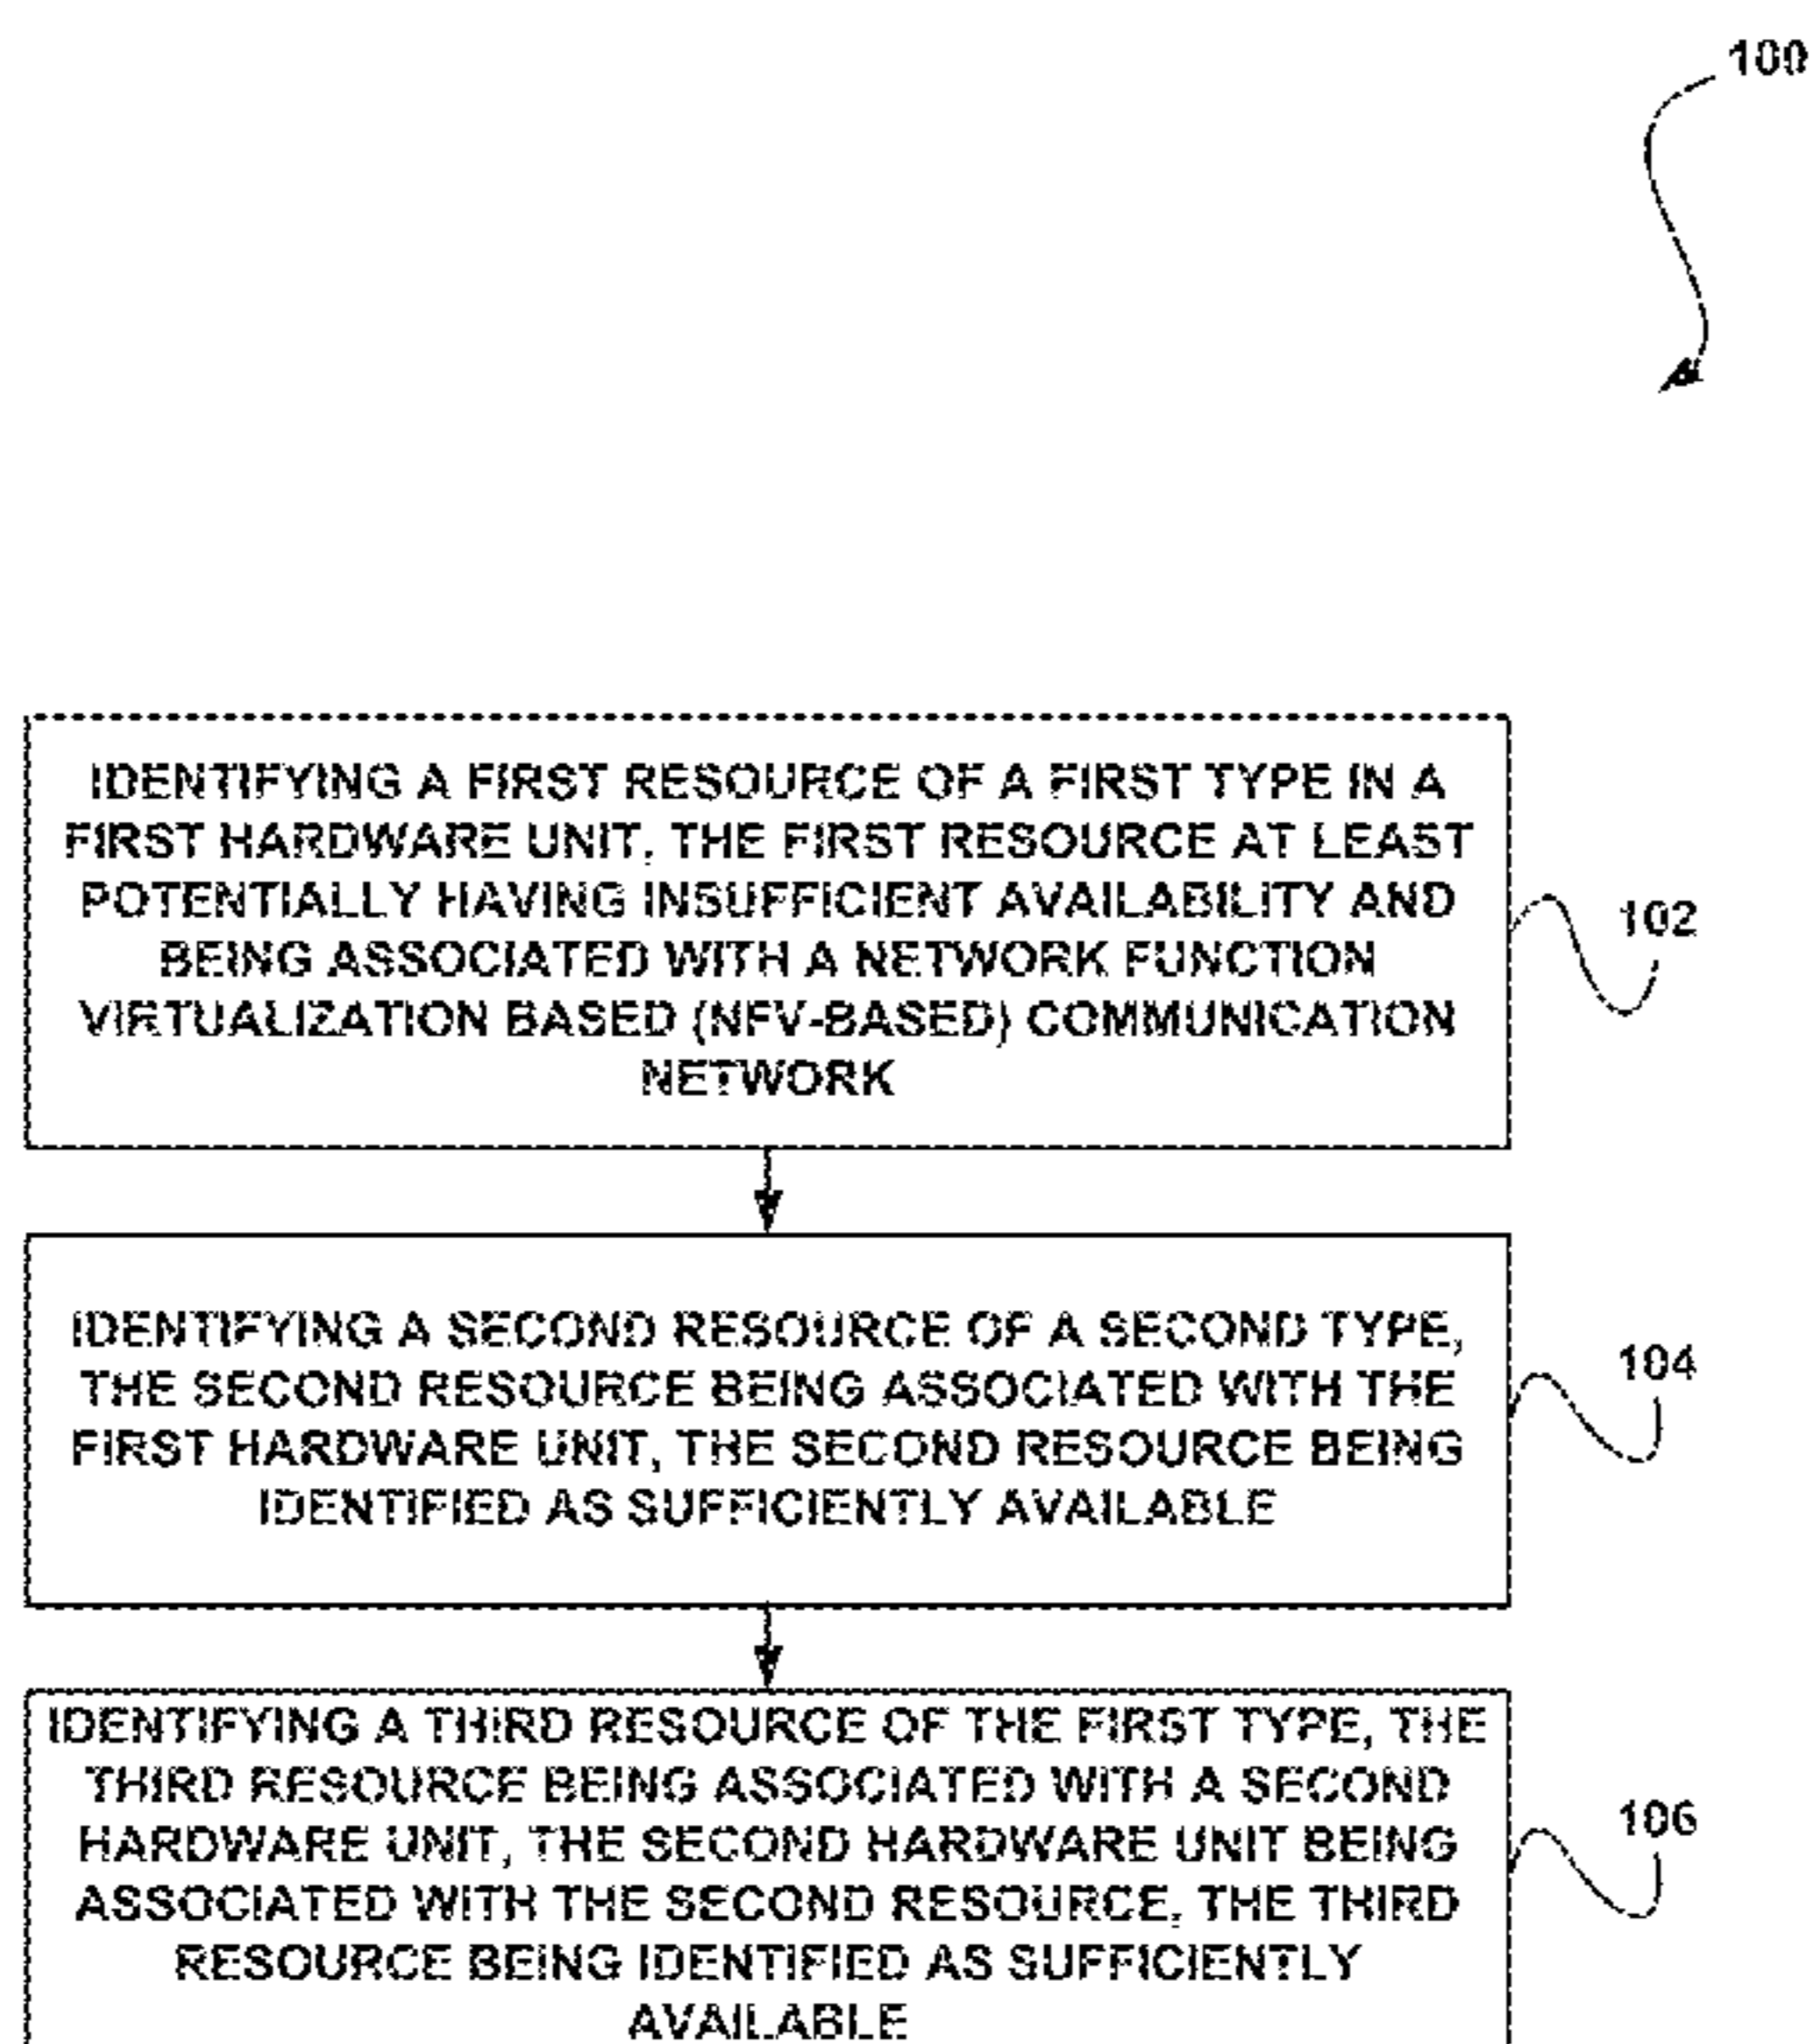 100
IDENTIFYING A FIRST RESOURCE OF A FIRST TYPE IN A
FIRST HARDWARE UNIT, THE FIRST RESOURCE AT LEAST
POTENTIALLY HAVING INSUFFICIENT AVAILABILITY AND
BEING ASSOCIATED WITH A NETWORK FUNCTION
VIRTUALIZATION BASED (NFV-BASED) COMMUNICATION
NETWORK
102
IDENTIFYING A SECOND RESOURCE OF A SECOND TYPE,
THE SECOND RESOURCE BEING ASSOCIATED WITH THE
FIRST HARDWARE UNIT, THE SECOND RESOURCE BEING
IDENTIFIED AS SUFFICIENTLY AVAILABLE
104
IDENTIFYING A THIRD RESOURCE OF THE FIRST TYPE, THE
THIRD RESOURCE BEING ASSOCIATED WITH A SECOND
HARDWARE UNIT, THE SECOND HARDWARE UNIT BEING
ASSOCIATED WITH THE SECOND RESOURCE, THE THIRD
RESOURCE BEING IDENTIFIED AS SUFFICIENTLY
AVAILABLE
106